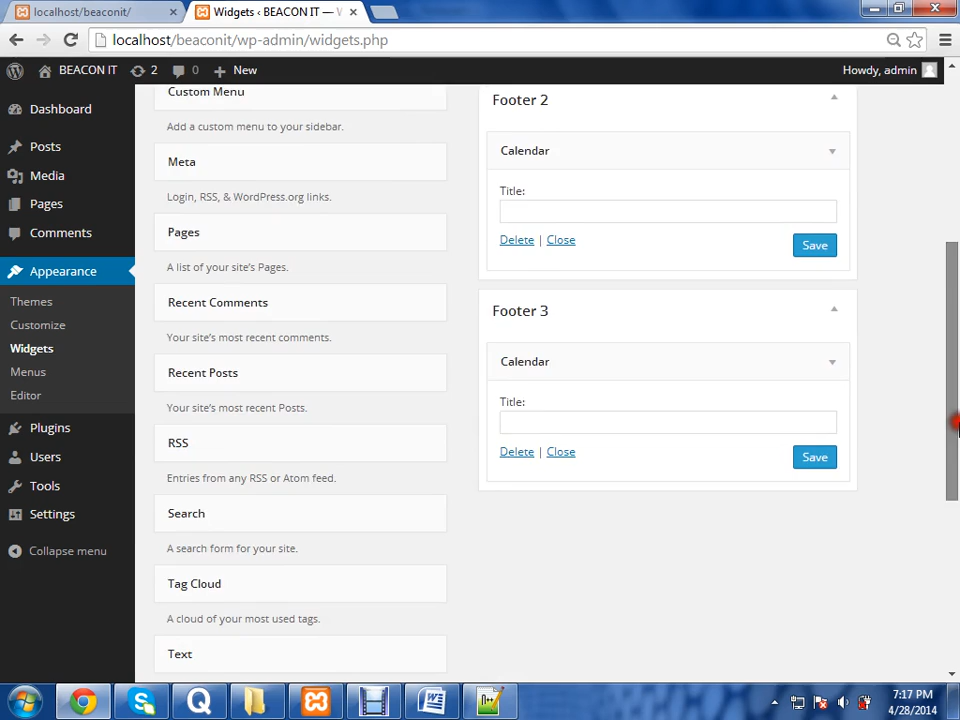 localhost/beaconit/
Widgets ‹ BEACON IT — W
localhost/beaconit/wp-admin/widgets.php
BEACON IT
2
0
New
Howdy, admin
Dashboard
Posts
Media
Pages
Comments
Appearance
Themes
Customize
Widgets
Menus
Editor
Plugins
Users
Tools
Settings
Collapse menu
Custom Menu
Add a custom menu to your sidebar.
Meta
Login, RSS, & WordPress.org links.
Pages
A list of your site's Pages.
Recent Comments
Your site's most recent comments.
Recent Posts
Your site's most recent Posts.
RSS
Entries from any RSS or Atom feed.
Search
A search form for your site.
Tag Cloud
A cloud of your most used tags.
Text
Footer 2
Calendar
Title:
Delete | Close
Save
Footer 3
Calendar
Title:
Delete | Close
Save
7:17 PM
4/28/2014